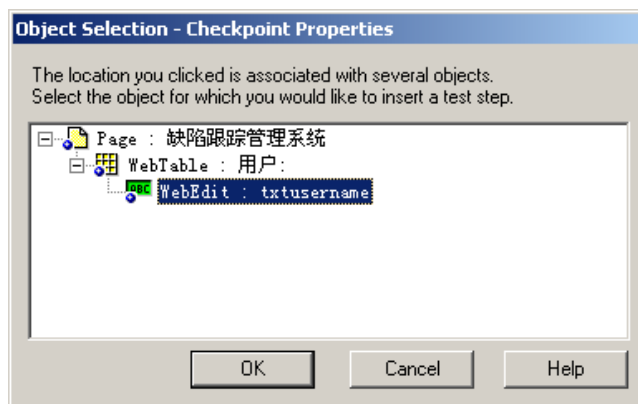 Object Selection - Checkpoint Properties
The location you clicked is associated with several objects.
Select the object for which you would like to insert a test step.
Page : 缺陷跟踪管理系统
WebTable : 用户:
ABC WebEdit : txtusername
OK Cancel Help